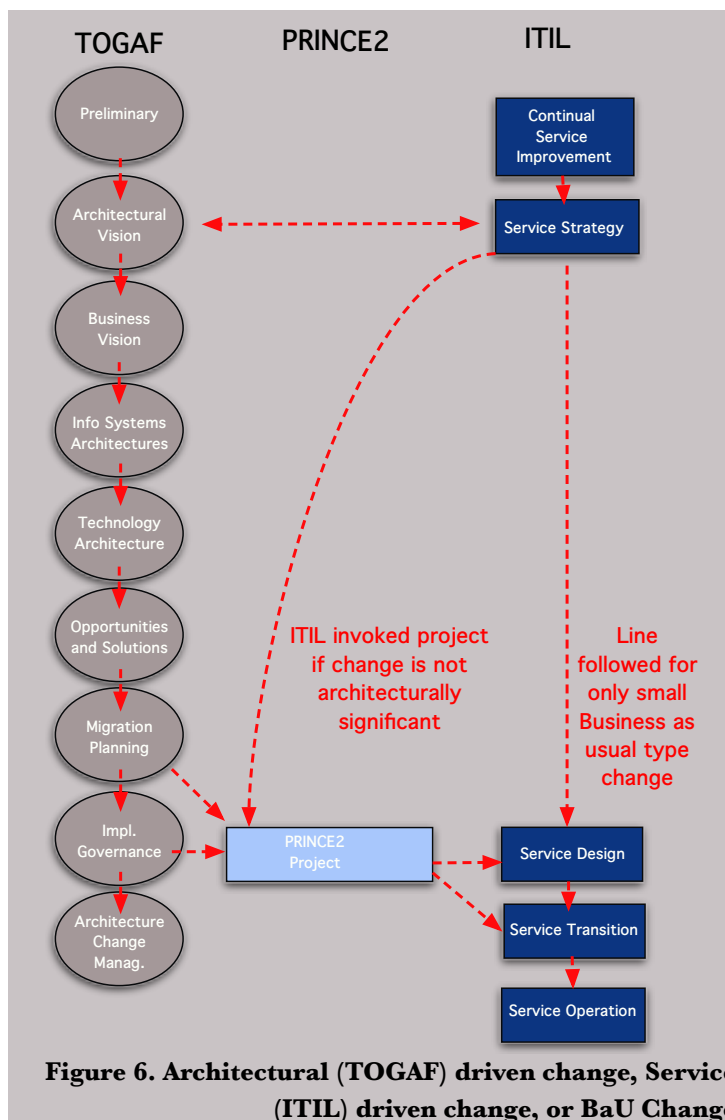 TOGAF
PRINCE2
ITIL
Preliminary
Architectural
Vision
Business
Vision
Info Systems
Architectures
Technology
Architecture
Opportunities
and Solutions
Migration
Planning
Impl.
Governance
Architecture
Change
Manag.
ITIL invoked project
if change is not
architecturally
significant
PRINCE2
Project
Continual
Service
Improvement
Service Strategy
Line
followed for
only small
Business as
usual type
change
Service Design
Service Transition
Service Operation
Figure 6. Architectural (TOGAF) driven change, Service
(ITIL) driven change, or BaU Chang